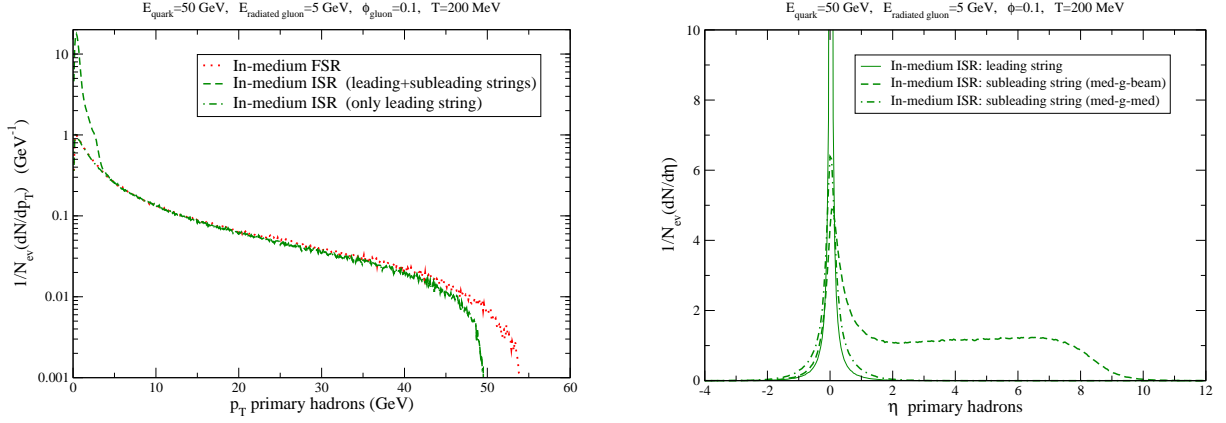 E_quark=50 GeV, E_radiated gluon=5 GeV, ϕ_gluon=0.1, T=200 MeV
In-medium FSR
In-medium ISR (leading+subleading strings)
In-medium ISR (only leading string)
1/N_ev(dN/dp_T) (GeV^-1)
10
1
0.1
0.01
0.001
0 10 20 30 40 50 60
p_T primary hadrons (GeV)
E_quark=50 GeV, E_radiated gluon=5 GeV, ϕ=0.1, T=200 MeV
In-medium ISR: leading string
In-medium ISR: subleading string (med-g-beam)
In-medium ISR: subleading string (med-g-med)
1/N_ev(dN/dη)
10
8
6
4
2
0
-4 -2 0 2 4 6 8 10 12
η primary hadrons